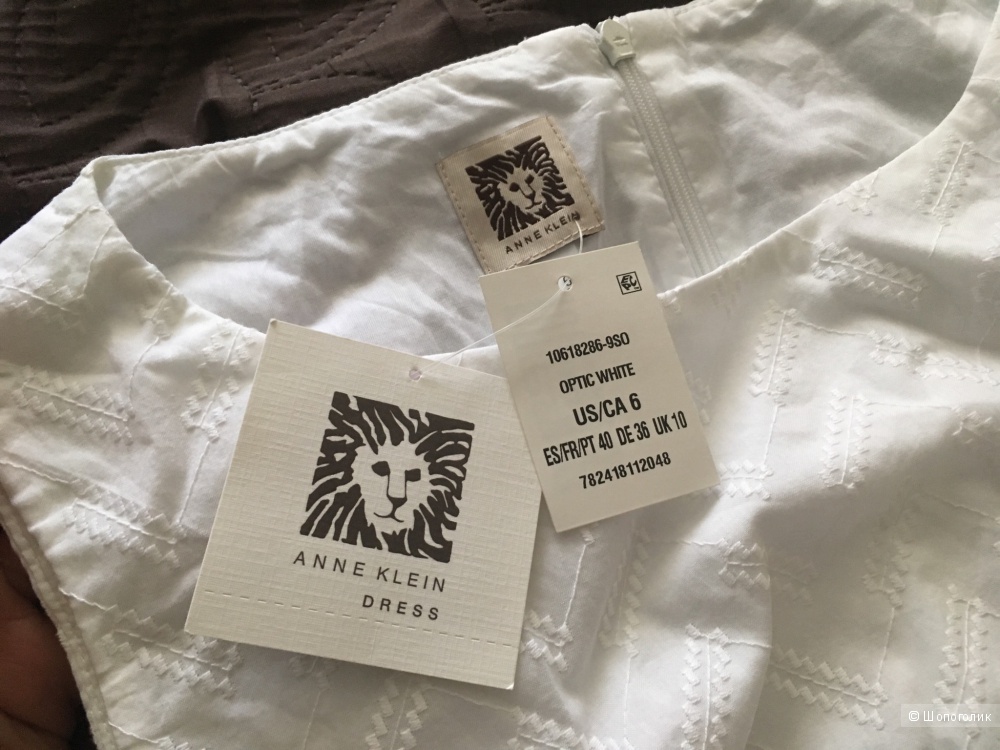 ANNE KLEIN
10618286-9SO
OPTIC WHITE
US/CA 6
ES/FR/PT 40 DE 36 UK 10
782418112048
ANNE KLEIN
DRESS
© Шопоголик